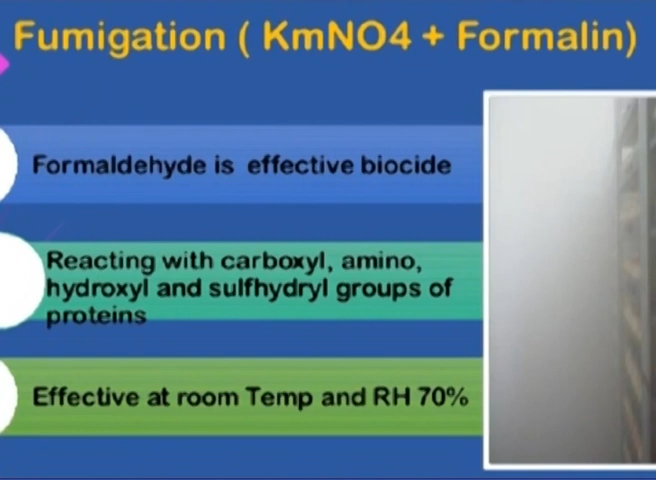 Fumigation ( KmNO4 + Formalin)
Formaldehyde is effective biocide
Reacting with carboxyl, amino,
hydroxyl and sulfhydryl groups of
proteins
Effective at room Temp and RH 70%